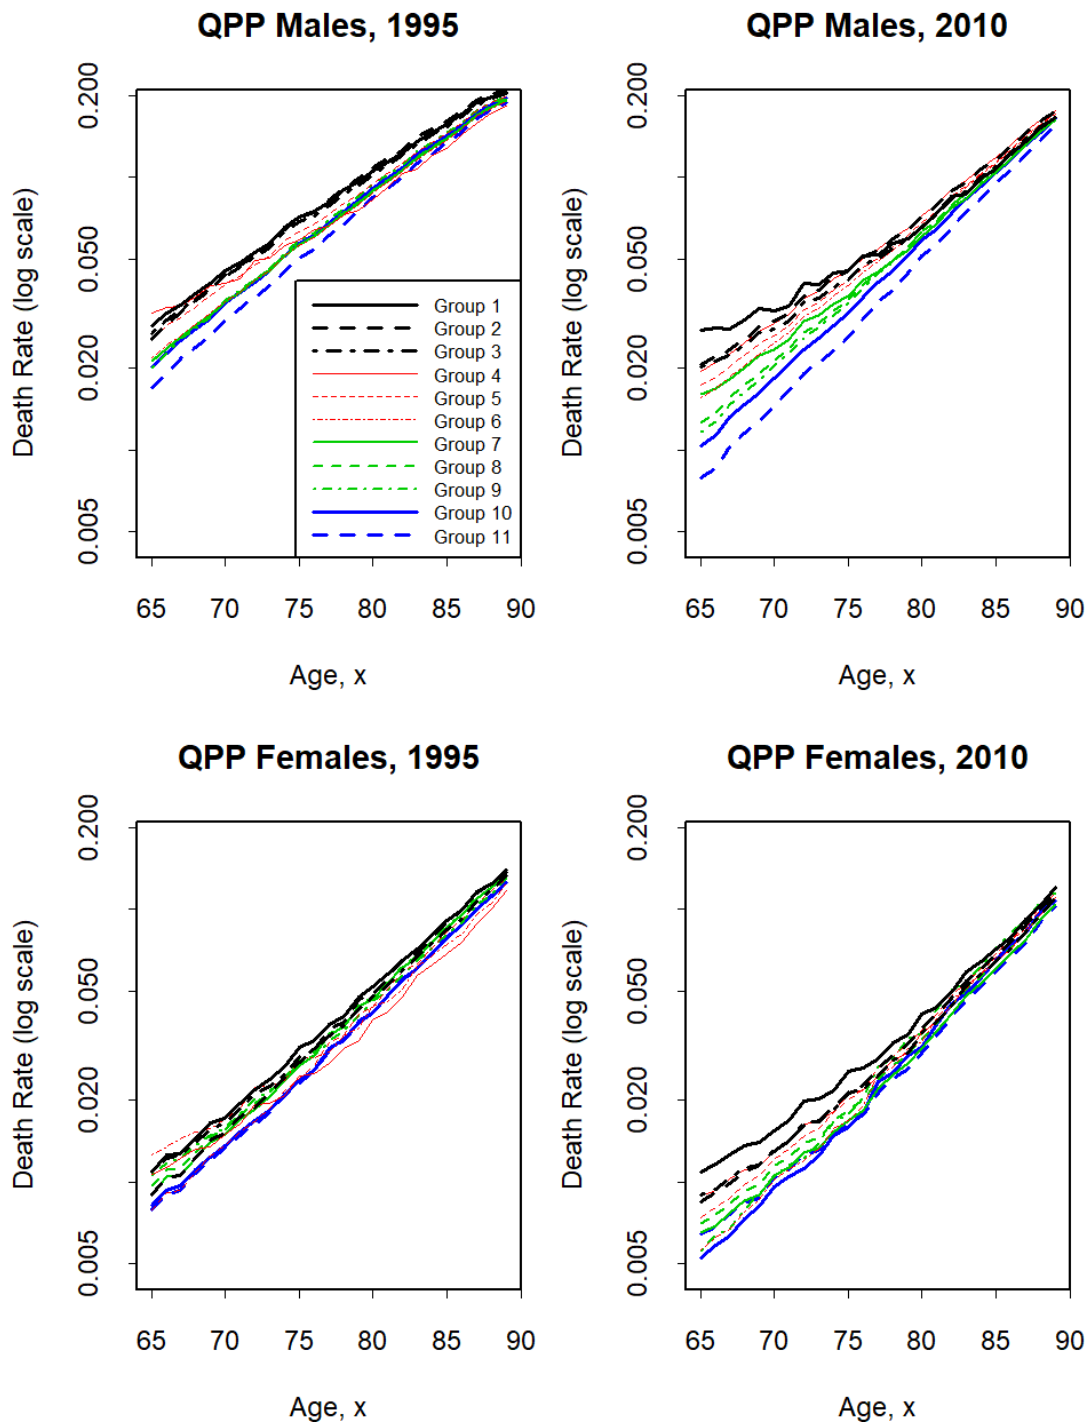 QPP Males, 1995
Death Rate (log scale)
0.200
0.050
0.020
0.005
Group 1
Group 2
Group 3
Group 4
Group 5
Group 6
Group 7
Group 8
Group 9
Group 10
Group 11
65 70 75 80 85 90
Age, x
QPP Males, 2010
Death Rate (log scale)
0.200
0.050
0.020
0.005
65 70 75 80 85 90
Age, x
QPP Females, 1995
Death Rate (log scale)
0.200
0.050
0.020
0.005
65 70 75 80 85 90
Age, x
QPP Females, 2010
Death Rate (log scale)
0.200
0.050
0.020
0.005
65 70 75 80 85 90
Age, x